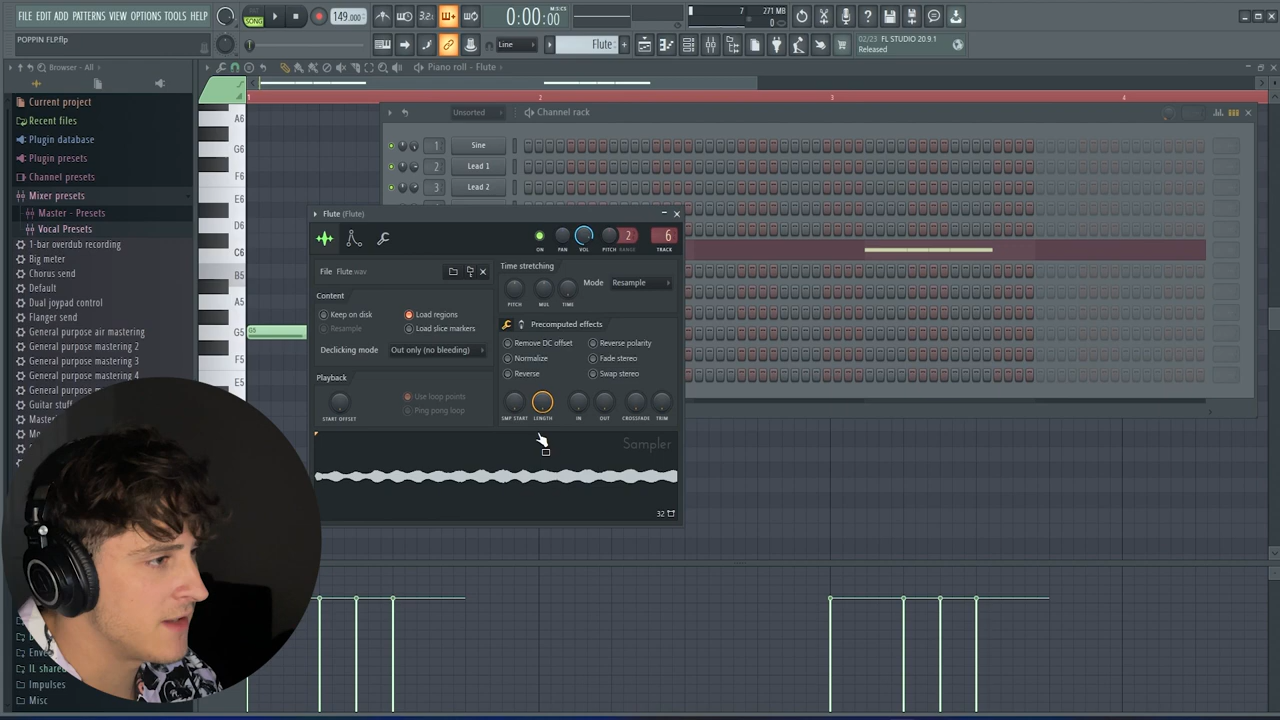 FILE EDIT ADD PATTERNS VIEW OPTIONS TOOLS HELP
SONG
149.000
3 2 1
0:00:00
M:S:CS
7
271 MB
0
POPPIN FLP.flp
Line
Flute
02/23 FL STUDIO 20.9.1
Released
Browser - All
Piano roll - Flute
Current project
Recent files
Plugin database
Plugin presets
Channel presets
Mixer presets
Master - Presets
Vocal Presets
1-bar overdub recording
Big meter
Chorus send
Default
Dual joypad control
Flanger send
General purpose air mastering
General purpose mastering 2
General purpose mastering 3
General purpose mastering 4
Guitar stuff
IL share
Impulses
Misc
1
2
3
4
A6
G6
F6
E6
D6
C6
B5
A5
G5
F5
E5
G5
Unsorted
Channel rack
1 Sine
2 Lead 1
3 Lead 2
Flute (Flute)
ON
PAN
VOL
PITCH
RANGE
2
6
TRACK
File Flute.wav
Content
Keep on disk
Resample
Load regions
Load slice markers
Declicking mode
Out only (no bleeding)
Playback
START OFFSET
Use loop points
Ping pong loop
Time stretching
PITCH
MUL
TIME
Mode
Resample
Precomputed effects
Remove DC offset
Normalize
Reverse
Reverse polarity
Fade stereo
Swap stereo
SMP START
LENGTH
IN
OUT
CROSSFADE
TRIM
Sampler
32